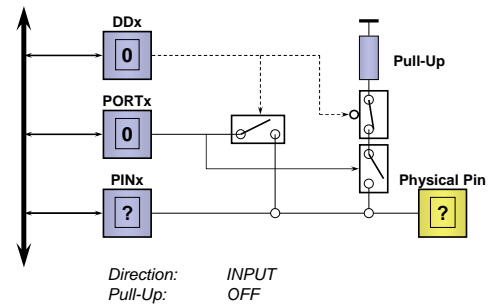 DDx
0
Pull-Up
PORTx
0
PINx
?
Physical Pin
?
Direction: INPUT
Pull-Up: OFF